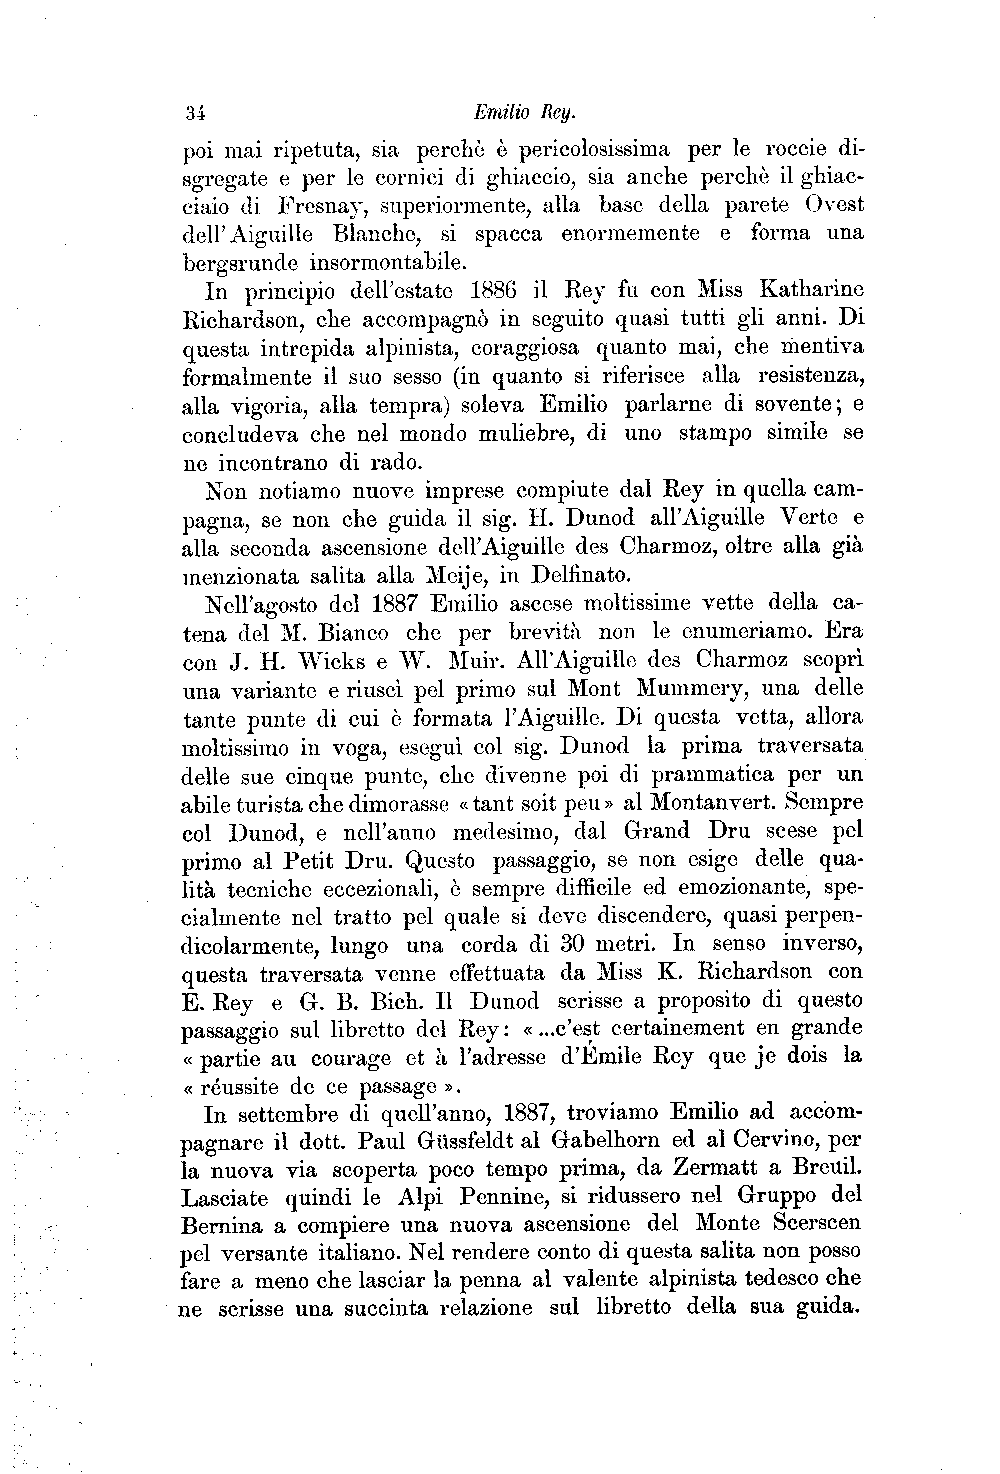 34 Emilio Rey.
poi mai ripetuta, sia perchè è pericolosissima per le roccie di-
sgregate e per le cornici di ghiaccio, sia anche perchè il ghiac-
ciaio di Fresnay, superiormente, alla base della parete Ovest
dell'Aiguille Blanche, si spacca enormemente e forma una
bergsrunde insormontabile.
In principio dell'estate 1886 il Rey fu con Miss Katharine
Richardson, che accompagnò in seguito quasi tutti gli anni. Di
questa intrepida alpinista, coraggiosa quanto mai, che mentiva
formalmente il suo sesso (in quanto si riferisce alla resistenza,
alla vigoria, alla tempra) soleva Emilio parlarne di sovente; e
concludeva che nel mondo muliebre, di uno stampo simile se
ne incontrano di rado.
Non notiamo nuove imprese compiute dal Rey in quella cam-
pagna, se non che guida il sig. H. Dunod all'Aiguille Verte e
alla seconda ascensione dell'Aiguille des Charmoz, oltre alla già
menzionata salita alla Meije, in Delfinato.
Nell'agosto del 1887 Emilio ascese moltissime vette della ca-
tena del M. Bianco che per brevità non le enumeriamo. Era
con J. H. Wicks e W. Muir. All'Aiguille des Charmoz scoprì
una variante e riuscì pel primo sul Mont Mummery, una delle
tante punte di cui è formata l'Aiguille. Di questa vetta, allora
moltissimo in voga, eseguì col sig. Dunod la prima traversata
delle sue cinque punte, che divenne poi di prammatica per un
abile turista che dimorasse «tant soit peu» al Montanvert. Sempre
col Dunod, e nell'anno medesimo, dal Grand Dru scese pel
primo al Petit Dru. Questo passaggio, se non esige delle qua-
lità tecniche eccezionali, è sempre difficile ed emozionante, spe-
cialmente nel tratto pel quale si deve discendere, quasi perpen-
dicolarmente, lungo una corda di 30 metri. In senso inverso,
questa traversata venne effettuata da Miss K. Richardson con
E. Rey e G. B. Bich. Il Dunod scrisse a proposito di questo
passaggio sul libretto del Rey: «...c'est certainement en grande
« partie au courage et à l'adresse d'Émile Rey que je dois la
« réussite de ce passage ».
In settembre di quell'anno, 1887, troviamo Emilio ad accom-
pagnare il dott. Paul Güssfeldt al Gabelhorn ed al Cervino, per
la nuova via scoperta poco tempo prima, da Zermatt a Breuil.
Lasciate quindi le Alpi Pennine, si ridussero nel Gruppo del
Bernina a compiere una nuova ascensione del Monte Scerscen
pel versante italiano. Nel rendere conto di questa salita non posso
fare a meno che lasciar la penna al valente alpinista tedesco che
ne scrisse una succinta relazione sul libretto della sua guida.